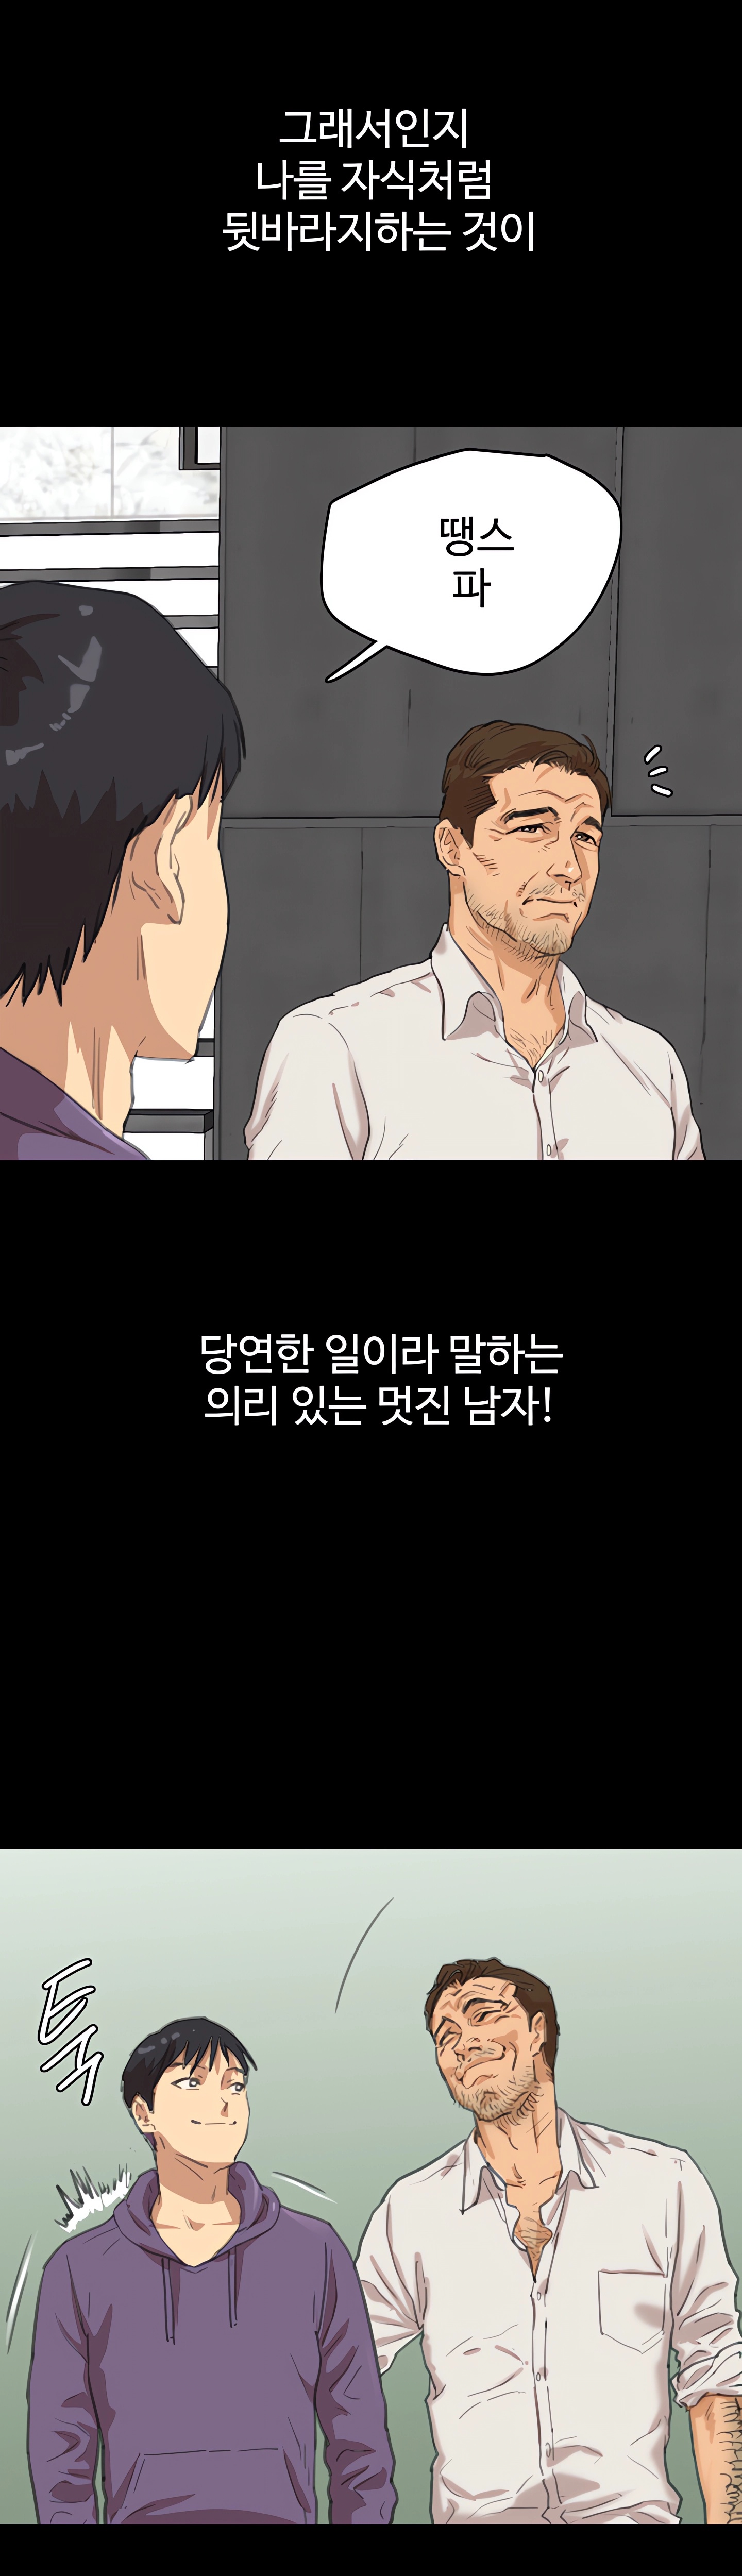 그래서인지
나를 자식처럼
뒷바라지하는 것이
땡스
파
당연한 일이라 말하는
의리 있는 멋진 남자!
툭